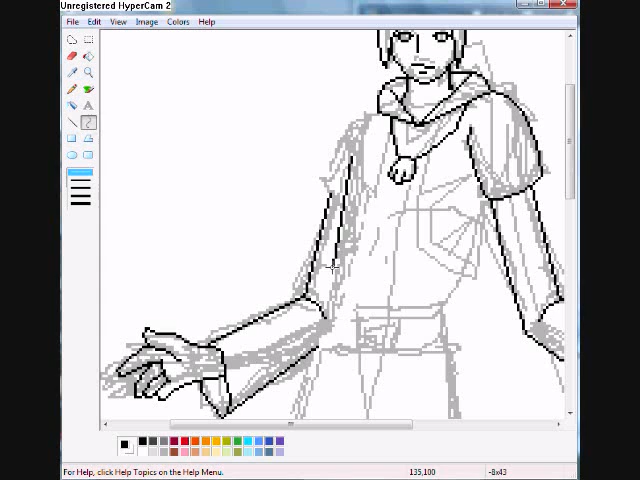 Unregistered HyperCam 2
File Edit View Image Colors Help
A
For Help, click Help Topics on the Help Menu.
135,100
-8x43